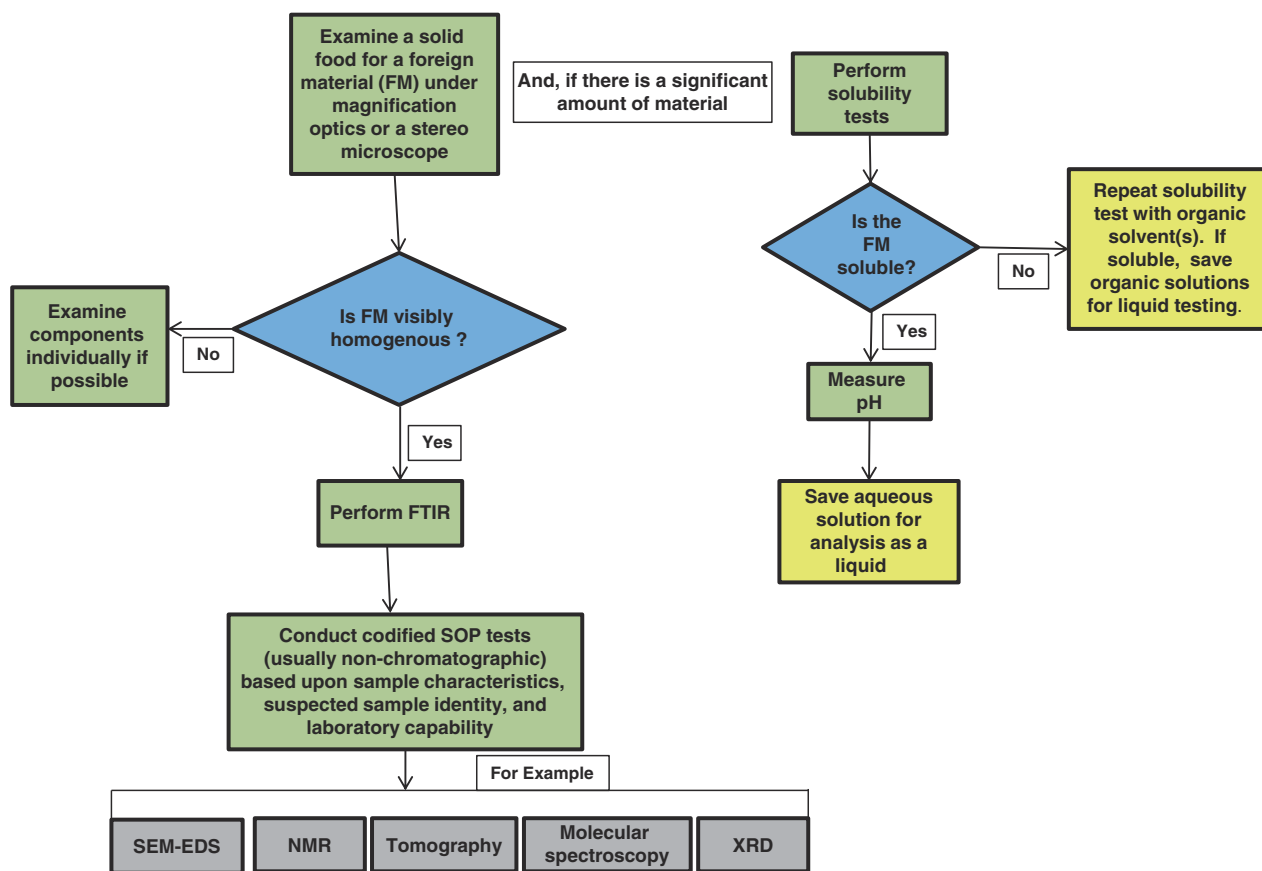 Examine a solid
food for a foreign
material (FM) under
magnification
optics or a stereo
microscope
And, if there is a significant
amount of material
Perform
solubility
tests
Is the
FM
soluble?
No
Repeat solubility
test with organic
solvent(s). If
soluble, save
organic solutions
for liquid testing.
Yes
Measure
pH
Save aqueous
solution for
analysis as a
liquid
Is FM visibly
homogenous ?
No
Examine
components
individually if
possible
Yes
Perform FTIR
Conduct codified SOP tests
(usually non-chromatographic)
based upon sample characteristics,
suspected sample identity, and
laboratory capability
For Example
SEM-EDS
NMR
Tomography
Molecular
spectroscopy
XRD